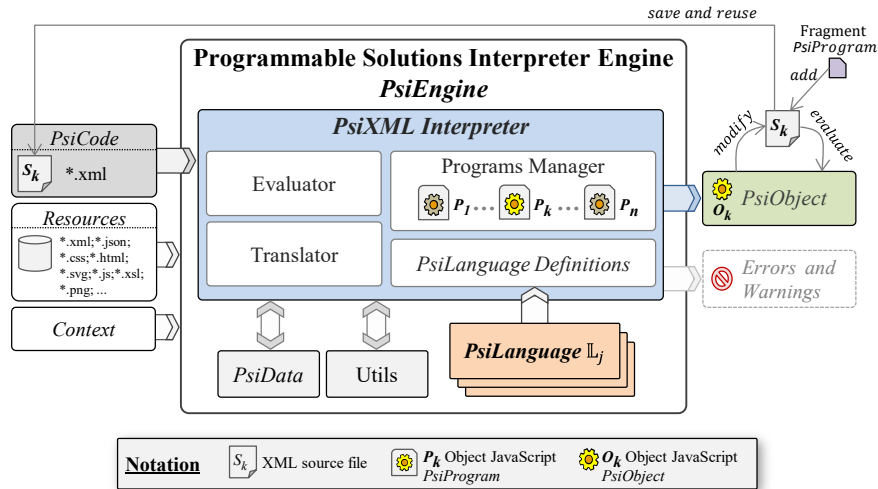 save and reuse
Fragment
PsiProgram
add
Programmable Solutions Interpreter Engine
PsiEngine
PsiXML Interpreter
PsiCode
S_k *.xml
Evaluator
Programs Manager
P_1 ... P_k ... P_n
modify
S_k
evaluate
O_k PsiObject
Resources
*.xml;*.json;
*.css;*.html;
*.svg;*.js;*.xsl;
*.png; ...
Translator
PsiLanguage Definitions
Errors and
Warnings
Context
PsiData
Utils
PsiLanguage 𝕃_j
Notation
S_k XML source file
P_k Object JavaScript
PsiProgram
O_k Object JavaScript
PsiObject